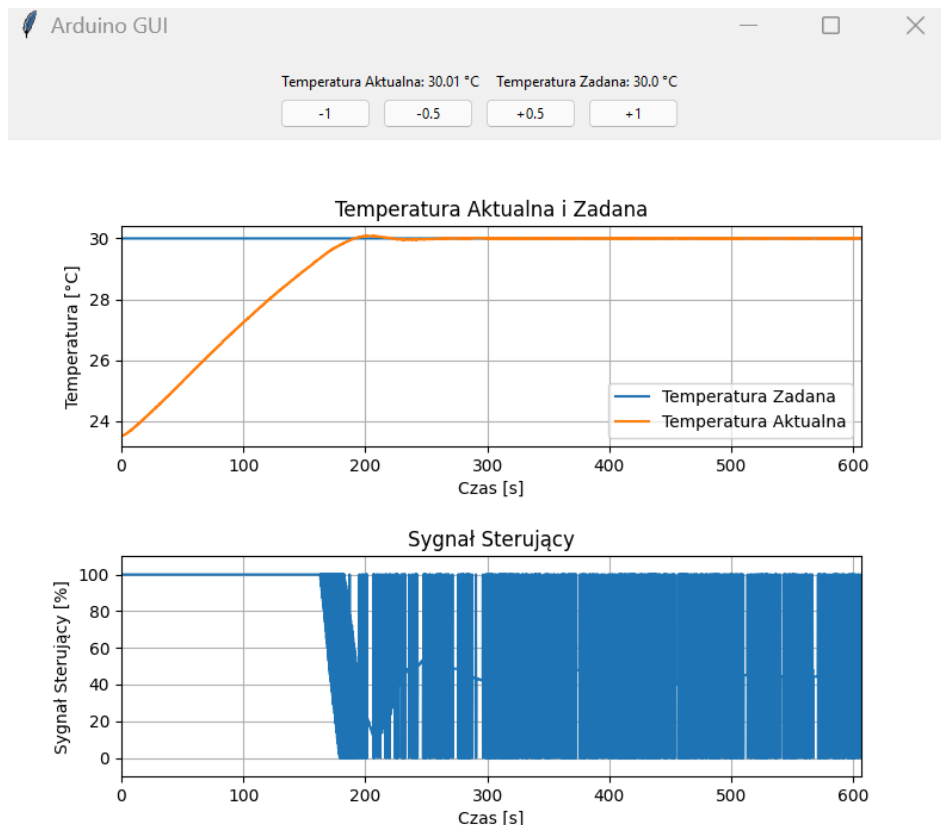 Arduino GUI
Temperatura Aktualna: 30.01 °C Temperatura Zadana: 30.0 °C
-1 -0.5 +0.5 +1
Temperatura Aktualna i Zadana
30
28
26
24
Temperatura [°C]
Temperatura Zadana
Temperatura Aktualna
0 100 200 300 400 500 600
Czas [s]
Sygnał Sterujący
100
80
60
40
20
0
Sygnał Sterujący [%]
0 100 200 300 400 500 600
Czas [s]